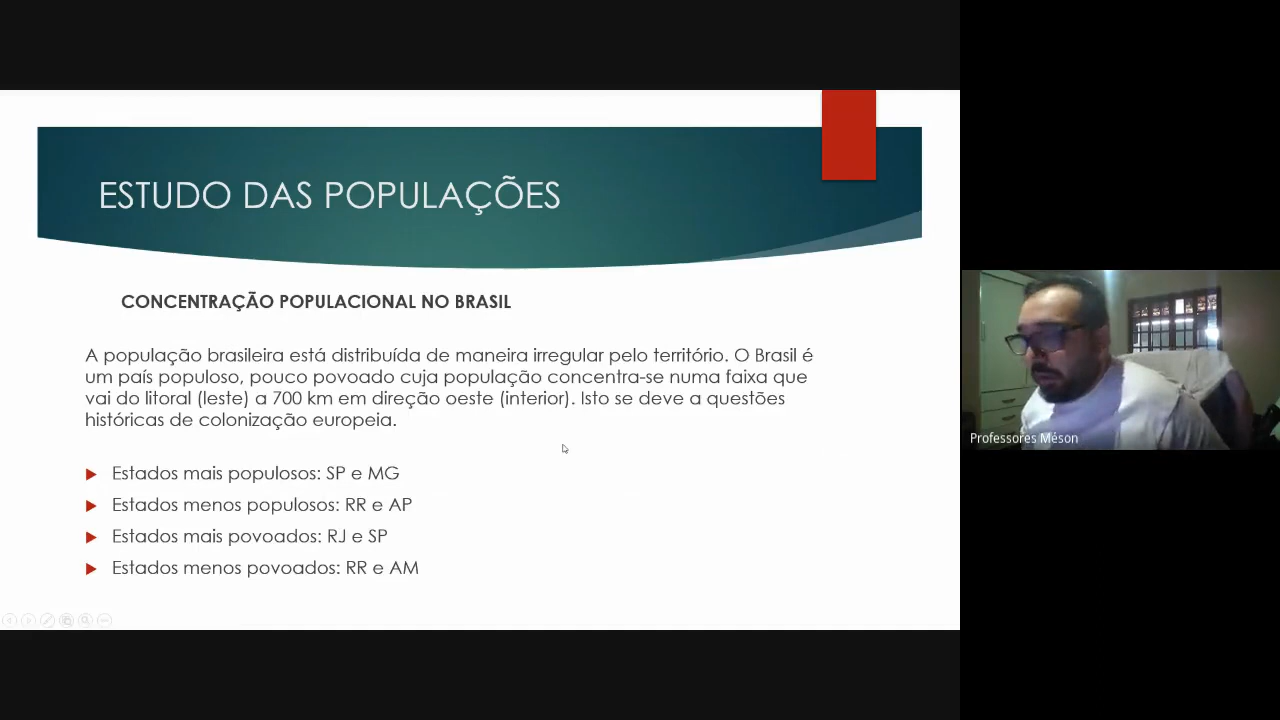 ESTUDO DAS POPULAÇÕES
CONCENTRAÇÃO POPULACIONAL NO BRASIL
A população brasileira está distribuída de maneira irregular pelo território. O Brasil é
um país populoso, pouco povoado cuja população concentra-se numa faixa que
vai do litoral (leste) a 700 km em direção oeste (interior). Isto se deve a questões
históricas de colonização europeia.
Estados mais populosos: SP e MG
Estados menos populosos: RR e AP
Estados mais povoados: RJ e SP
Estados menos povoados: RR e AM
Professores Méson